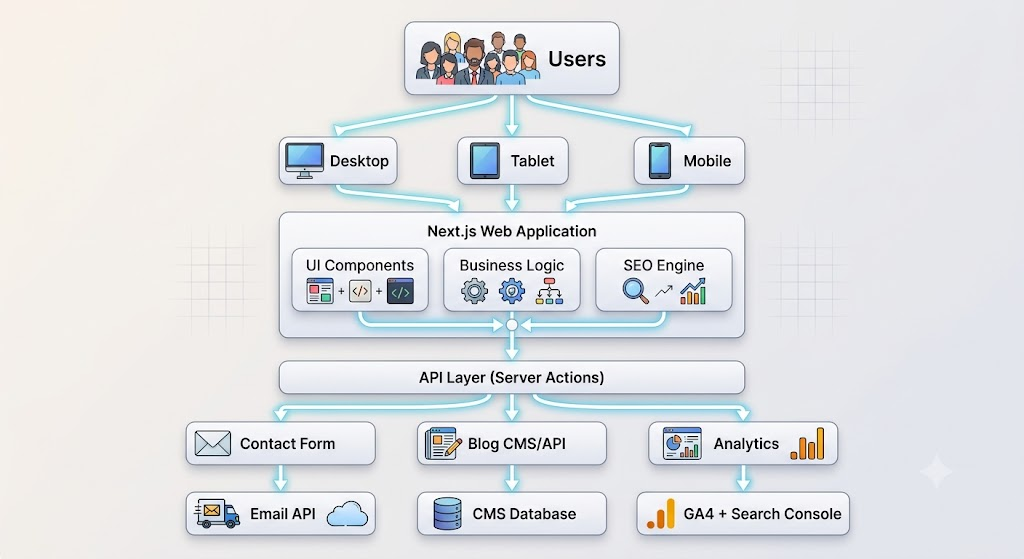 Users
Desktop
Tablet
Mobile
Next.js Web Application
UI Components
Business Logic
SEO Engine
API Layer (Server Actions)
Contact Form
Blog CMS/API
Analytics
Email API
CMS Database
GA4 + Search Console